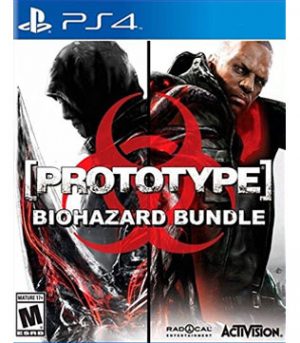 PS4
[PROTOTYPE]
BIOHAZARD BUNDLE
MATURE 17+
M
ESRB
RADICAL
ENTERTAINMENT
ACTIVISION